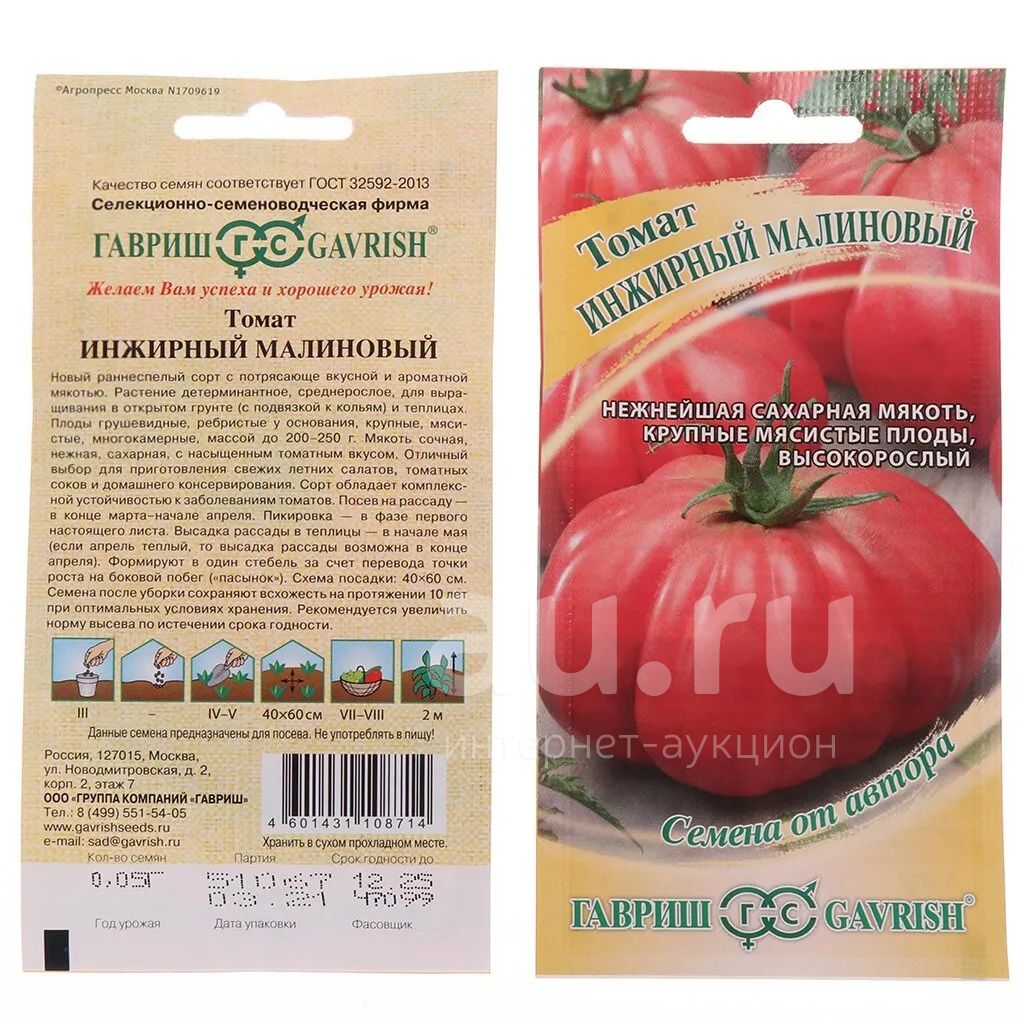 ©Агропресс Москва N1709619
Качество семян соответствует ГОСТ 32592-2013
Селекционно-семеноводческая фирма
ГАВРИШ ГС GAVRISH®
Желаем Вам успеха и хорошего урожая!
Томат
ИНЖИРНЫЙ МАЛИНОВЫЙ
Новый раннеспелый сорт с потрясающе вкусной и ароматной
мякотью. Растение детерминантное, среднерослое, для выра-
щивания в открытом грунте (с подвязкой к кольям) и теплицах.
Плоды грушевидные, ребристые у основания, крупные, мяси-
стые, многокамерные, массой до 200–250 г. Мякоть сочная,
нежная, сахарная, с насыщенным томатным вкусом. Отличный
выбор для приготовления свежих летних салатов, томатных
соков и домашнего консервирования. Сорт обладает комплекс-
ной устойчивостью к заболеваниям томатов. Посев на рассаду —
в конце марта–начале апреля. Пикировка — в фазе первого
настоящего листа. Высадка рассады в теплицы — в начале мая
(если апрель теплый, то высадка рассады возможна в конце
апреля). Формируют в один стебель за счет перевода точки
роста на боковой побег («пасынок»). Схема посадки: 40×60 см.
Семена после уборки сохраняют всхожесть на протяжении 10 лет
при оптимальных условиях хранения. Рекомендуется увеличить
норму высева по истечении срока годности.
III – IV–V 40×60 см VII–VIII 2 м
Данные семена предназначены для посева. Не употреблять в пищу!
Россия, 127015, Москва,
ул. Новодмитровская, д. 2,
корп. 2, этаж 7
ООО «ГРУППА КОМПАНИЙ «ГАВРИШ»
Тел.: 8 (499) 551-54-05
www.gavrishseeds.ru
e-mail: sad@gavrish.ru
4 601431 108714
Хранить в сухом прохладном месте.
Кол-во семян Партия Срок годности до
0,05Г 12.25
03.21 47099
Год урожая Дата упаковки Фасовщик
Томат
ИНЖИРНЫЙ МАЛИНОВЫЙ
НЕЖНЕЙШАЯ САХАРНАЯ МЯКОТЬ,
КРУПНЫЕ МЯСИСТЫЕ ПЛОДЫ,
ВЫСОКОРОСЛЫЙ
Семена от автора
ГАВРИШ ГС GAVRISH®
au.ru
интернет-аукцион